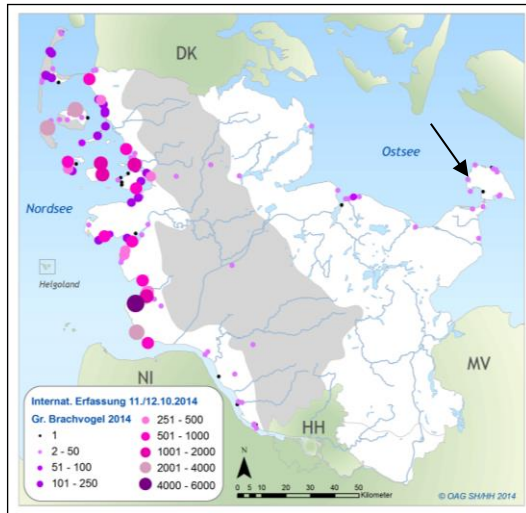 DK
Ostsee
Nordsee
Helgoland
NI
MV
HH
Internat. Erfassung 11./12.10.2014
Gr. Brachvogel 2014
1
2 - 50
51 - 100
101 - 250
251 - 500
501 - 1000
1001 - 2000
2001 - 4000
4000 - 6000
N
0 5 10 20 30 40 50
Kilometer
© OAG SH/HH 2014